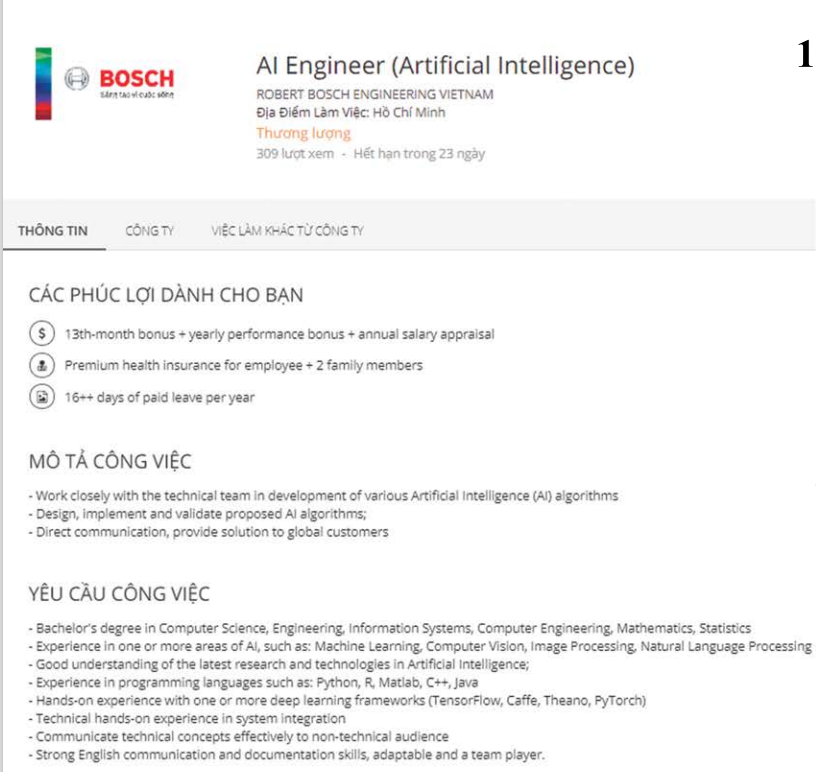 1
BOSCH
Sáng tạo vì cuộc sống
AI Engineer (Artificial Intelligence)
ROBERT BOSCH ENGINEERING VIETNAM
Địa Điểm Làm Việc: Hồ Chí Minh
Thương lượng
309 lượt xem - Hết hạn trong 23 ngày
THÔNG TIN CÔNG TY VIỆC LÀM KHÁC TỪ CÔNG TY
CÁC PHÚC LỢI DÀNH CHO BẠN
$ 13th-month bonus + yearly performance bonus + annual salary appraisal
Premium health insurance for employee + 2 family members
16++ days of paid leave per year
MÔ TẢ CÔNG VIỆC
- Work closely with the technical team in development of various Artificial Intelligence (AI) algorithms
- Design, implement and validate proposed AI algorithms;
- Direct communication, provide solution to global customers
YÊU CẦU CÔNG VIỆC
- Bachelor's degree in Computer Science, Engineering, Information Systems, Computer Engineering, Mathematics, Statistics
- Experience in one or more areas of AI, such as: Machine Learning, Computer Vision, Image Processing, Natural Language Processing
- Good understanding of the latest research and technologies in Artificial Intelligence;
- Experience in programming languages such as: Python, R, Matlab, C++, Java
- Hands-on experience with one or more deep learning frameworks (TensorFlow, Caffe, Theano, PyTorch)
- Technical hands-on experience in system integration
- Communicate technical concepts effectively to non-technical audience
- Strong English communication and documentation skills, adaptable and a team player.